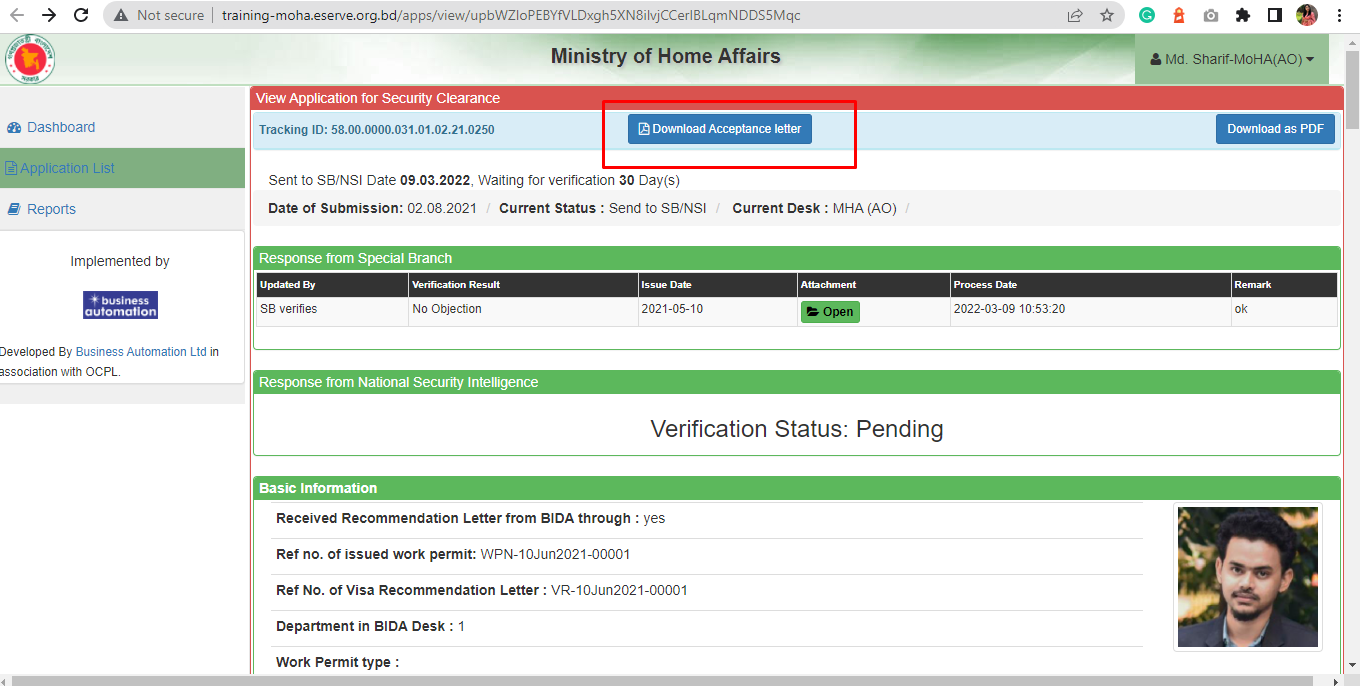 Not secure | training-moha.eserve.org.bd/apps/view/upbWZIoPEBYfVLDxgh5XN8ilvjCCerlBLqmNDDS5Mqc
Ministry of Home Affairs
Md. Sharif-MoHA(AO)
Dashboard
Application List
Reports
Implemented by
business
automation
Developed By Business Automation Ltd in
association with OCPL.
View Application for Security Clearance
Tracking ID: 58.00.0000.031.01.02.21.0250
Download Acceptance letter
Download as PDF
Sent to SB/NSI Date 09.03.2022, Waiting for verification 30 Day(s)
Date of Submission: 02.08.2021 / Current Status : Send to SB/NSI / Current Desk : MHA (AO) /
Response from Special Branch
Updated By Verification Result Issue Date Attachment Process Date Remark
SB verifies No Objection 2021-05-10 Open 2022-03-09 10:53:20 ok
Response from National Security Intelligence
Verification Status: Pending
Basic Information
Received Recommendation Letter from BIDA through : yes
Ref no. of issued work permit: WPN-10Jun2021-00001
Ref No. of Visa Recommendation Letter : VR-10Jun2021-00001
Department in BIDA Desk : 1
Work Permit type :